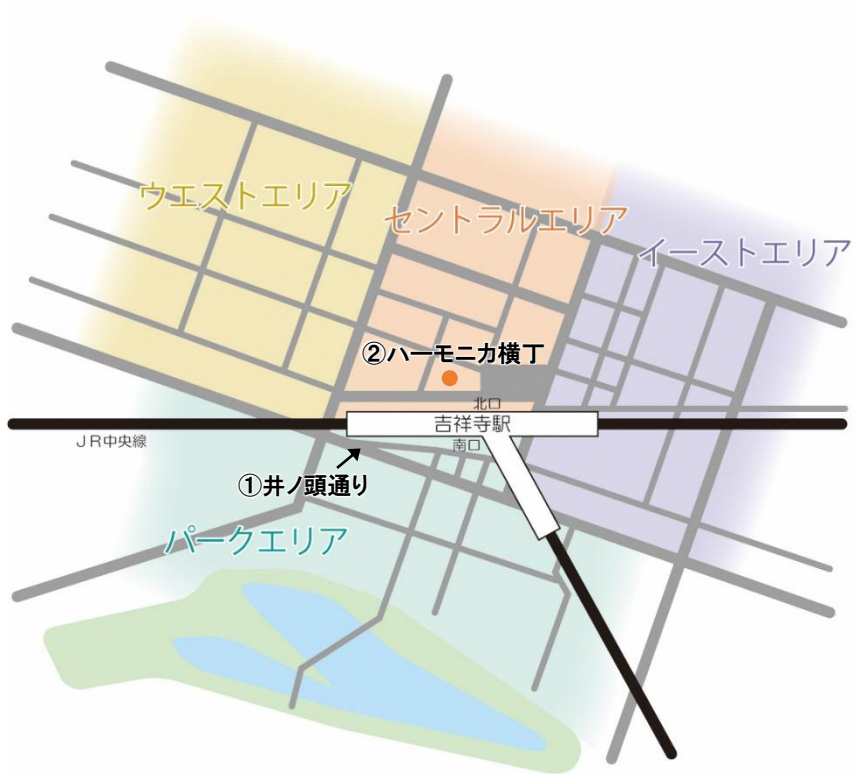 ウエストエリア
セントラルエリア
イーストエリア
②ハーモニカ横丁
北口
吉祥寺駅
南口
JR中央線
①井ノ頭通り
パークエリア